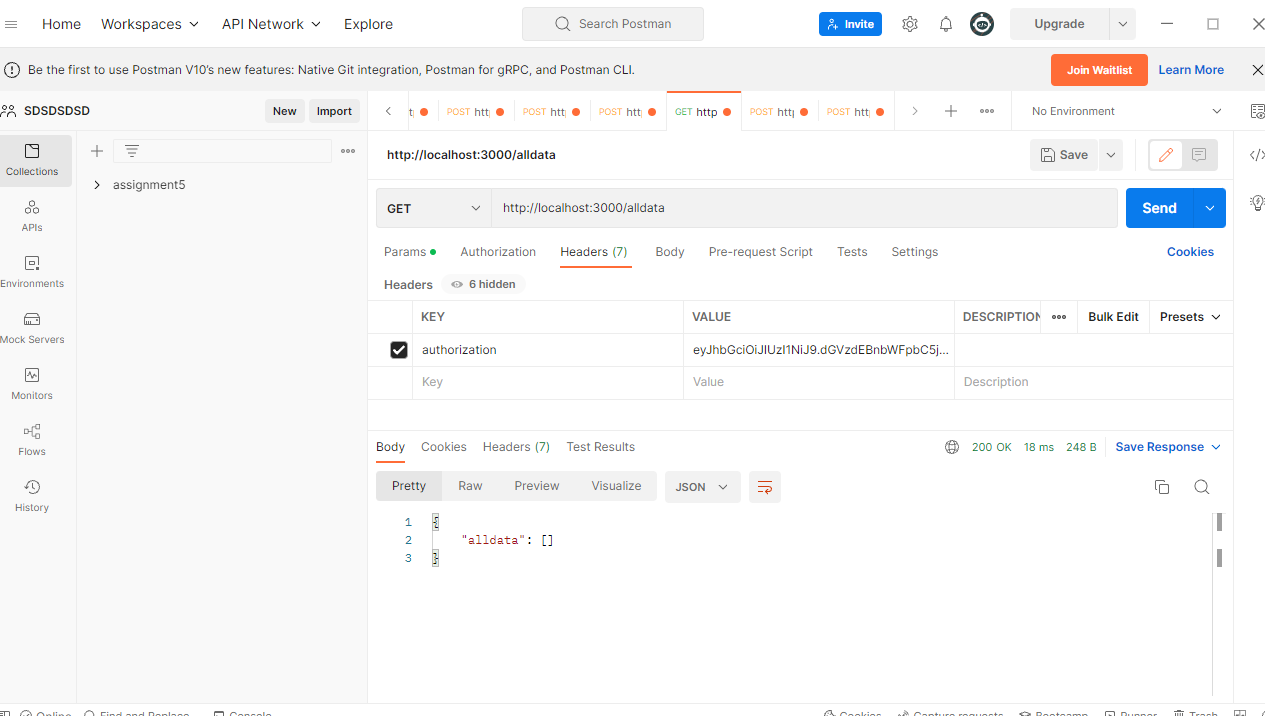 Home Workspaces API Network Explore Search Postman Invite Upgrade
Be the first to use Postman V10's new features: Native Git integration, Postman for gRPC, and Postman CLI. Join Waitlist Learn More
SDSDSDSD New Import
POST POST POST GET http POST POST No Environment
Collections
APIs
Environments
Mock Servers
Monitors
Flows
History
assignment5
http://localhost:3000/alldata Save
GET http://localhost:3000/alldata Send
Params Authorization Headers (7) Body Pre-request Script Tests Settings Cookies
Headers 6 hidden
KEY VALUE DESCRIPTION Bulk Edit Presets
authorization eyJhbGciOiJIUzI1NiJ9.dGVzdEBnbWFpbC5j...
Key Value Description
Body Cookies Headers (7) Test Results 200 OK 18 ms 248 B Save Response
Pretty Raw Preview Visualize JSON
1 {
2 "alldata": []
3 }
Online Find and Replace Console Cookies Capture requests Bootcamp Runner Trash